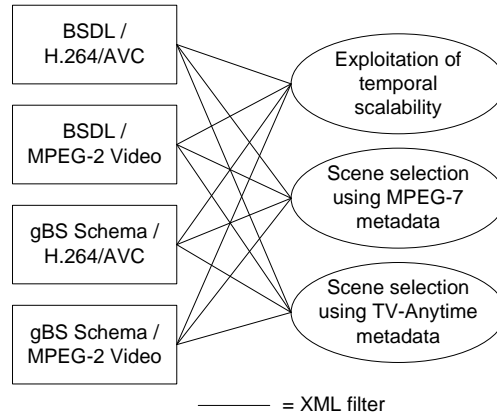 BSDL /
H.264/AVC
BSDL /
MPEG-2 Video
gBS Schema /
H.264/AVC
gBS Schema /
MPEG-2 Video
Exploitation of
temporal
scalability
Scene selection
using MPEG-7
metadata
Scene selection
using TV-Anytime
metadata
= XML filter